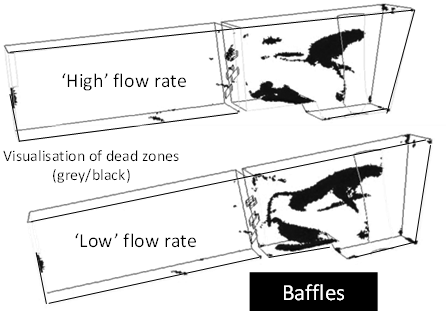 ‘High’ flow rate
Visualisation of dead zones
(grey/black)
‘Low’ flow rate
Baffles